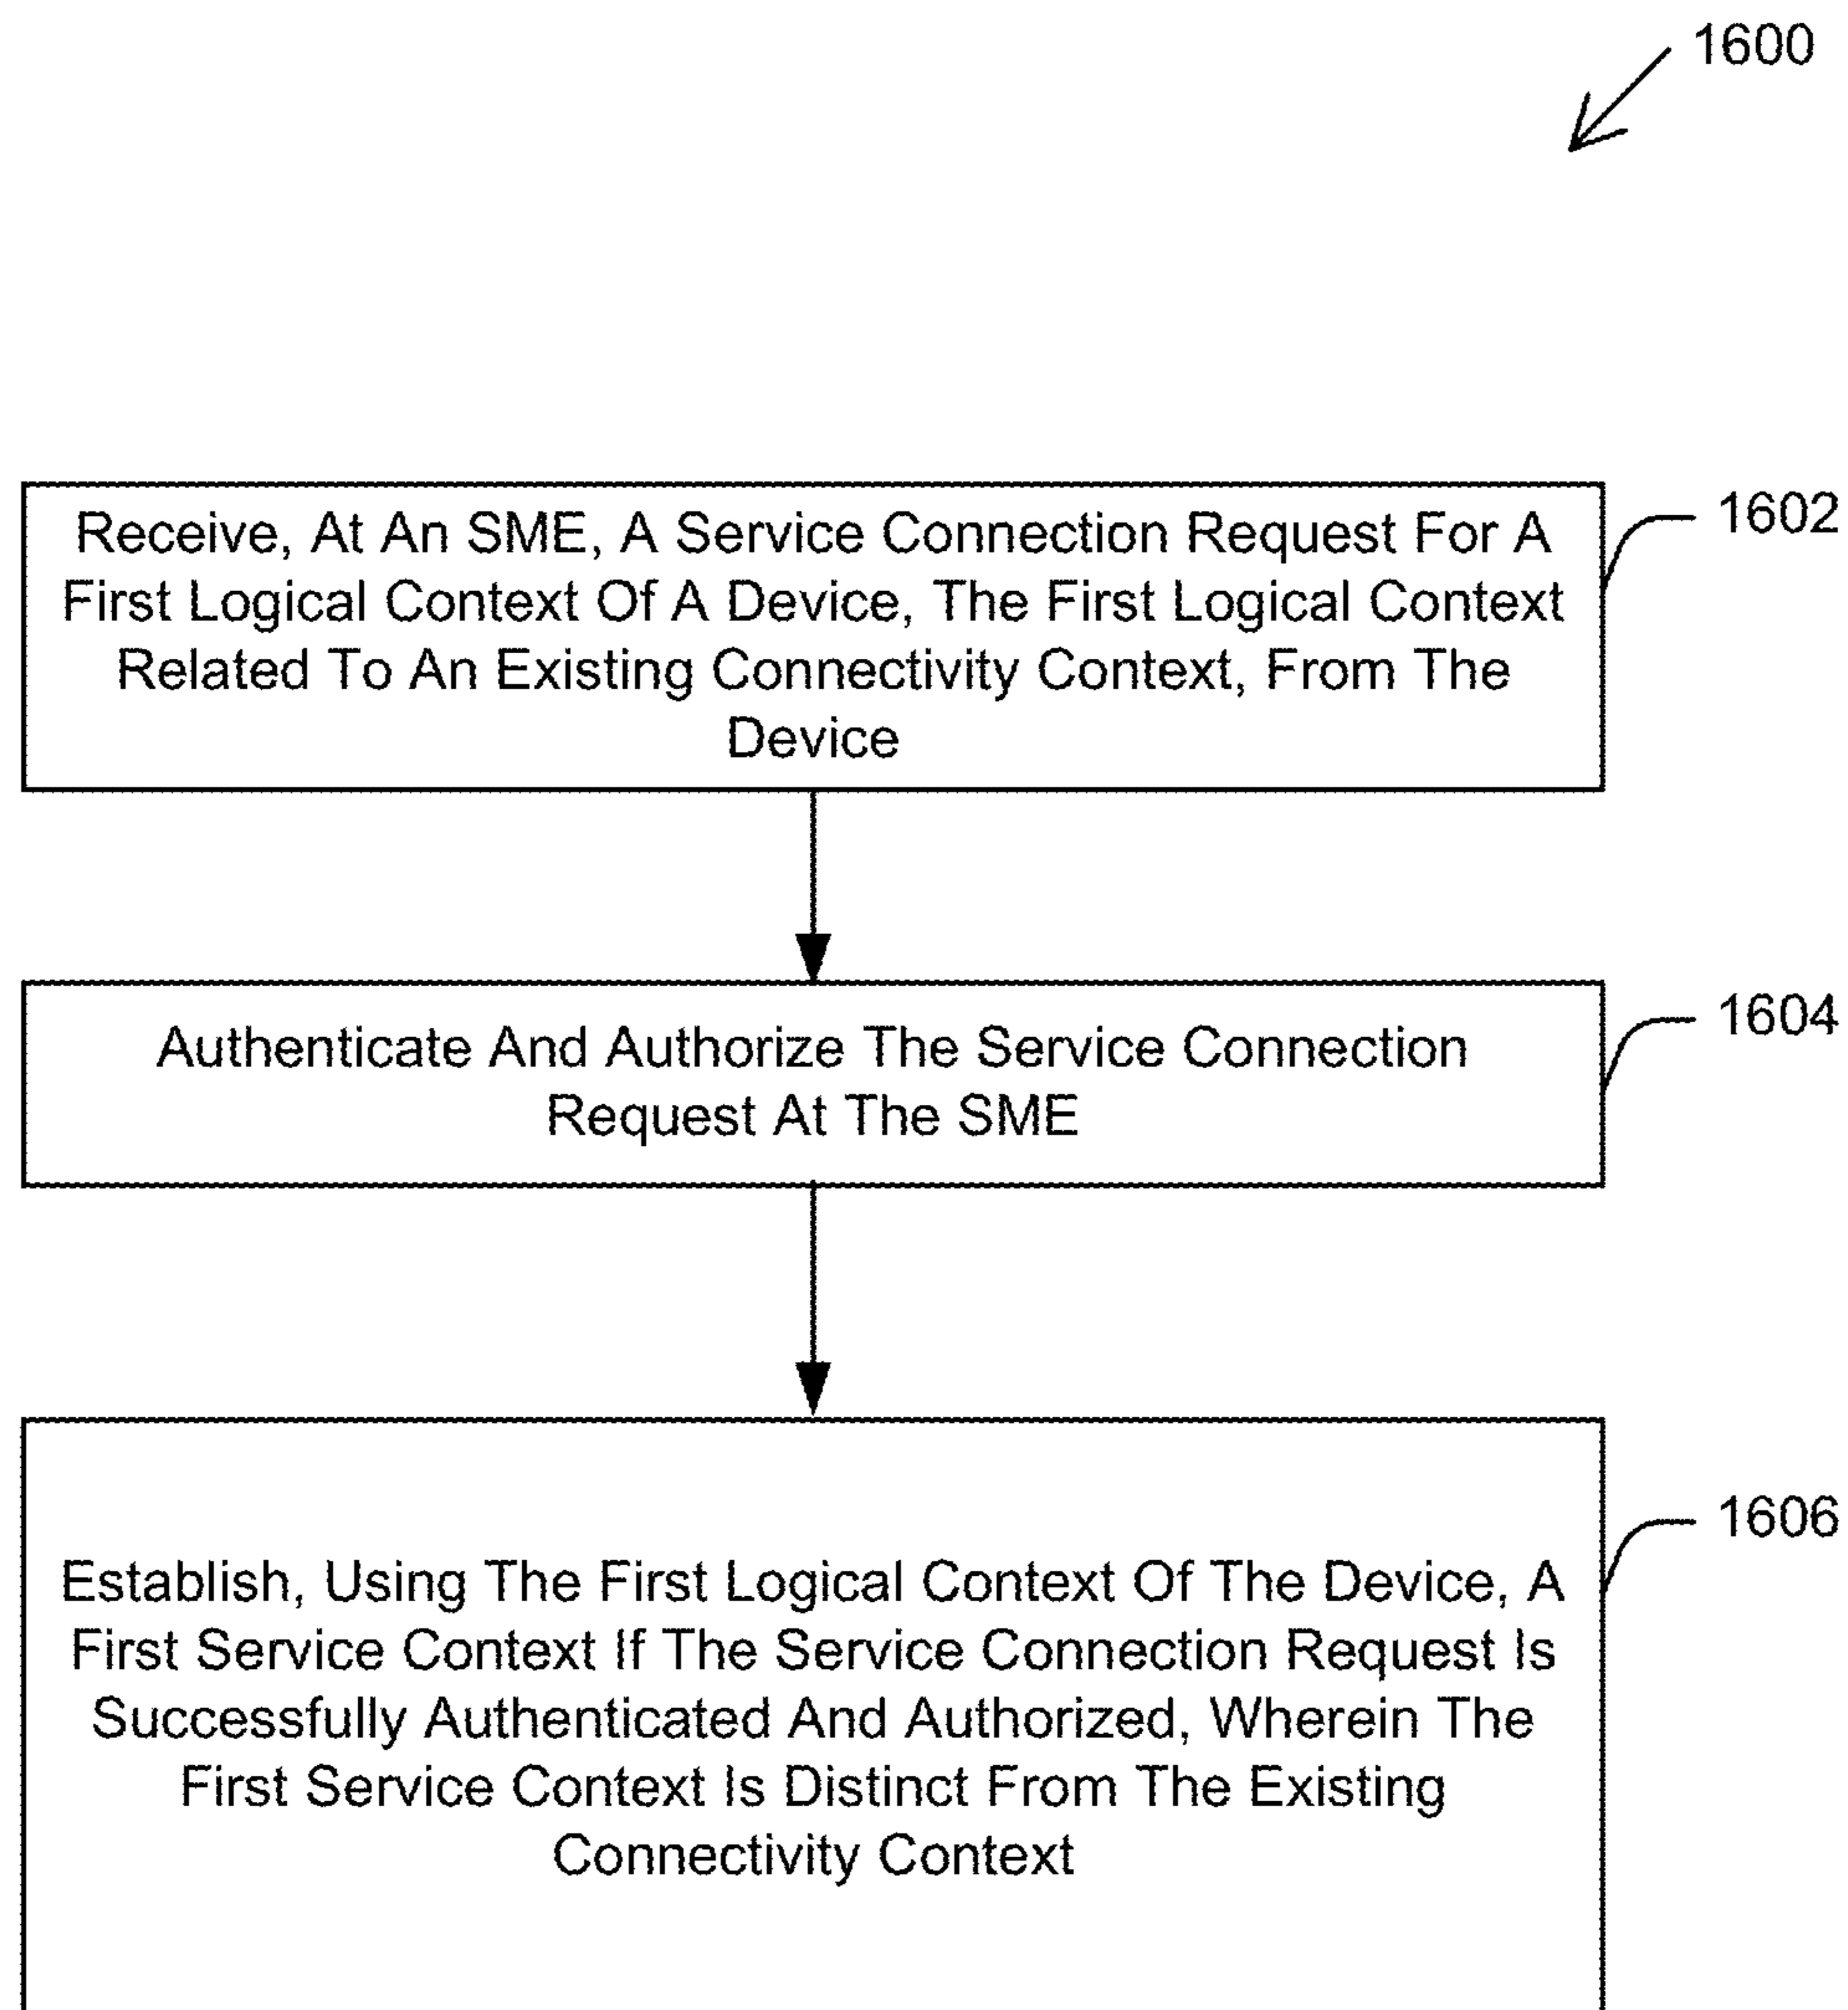 1600
Receive, At An SME, A Service Connection Request For A
First Logical Context Of A Device, The First Logical Context
Related To An Existing Connectivity Context, From The
Device
1602
Authenticate And Authorize The Service Connection
Request At The SME
1604
Establish, Using The First Logical Context Of The Device, A
First Service Context If The Service Connection Request Is
Successfully Authenticated And Authorized, Wherein The
First Service Context Is Distinct From The Existing
Connectivity Context
1606